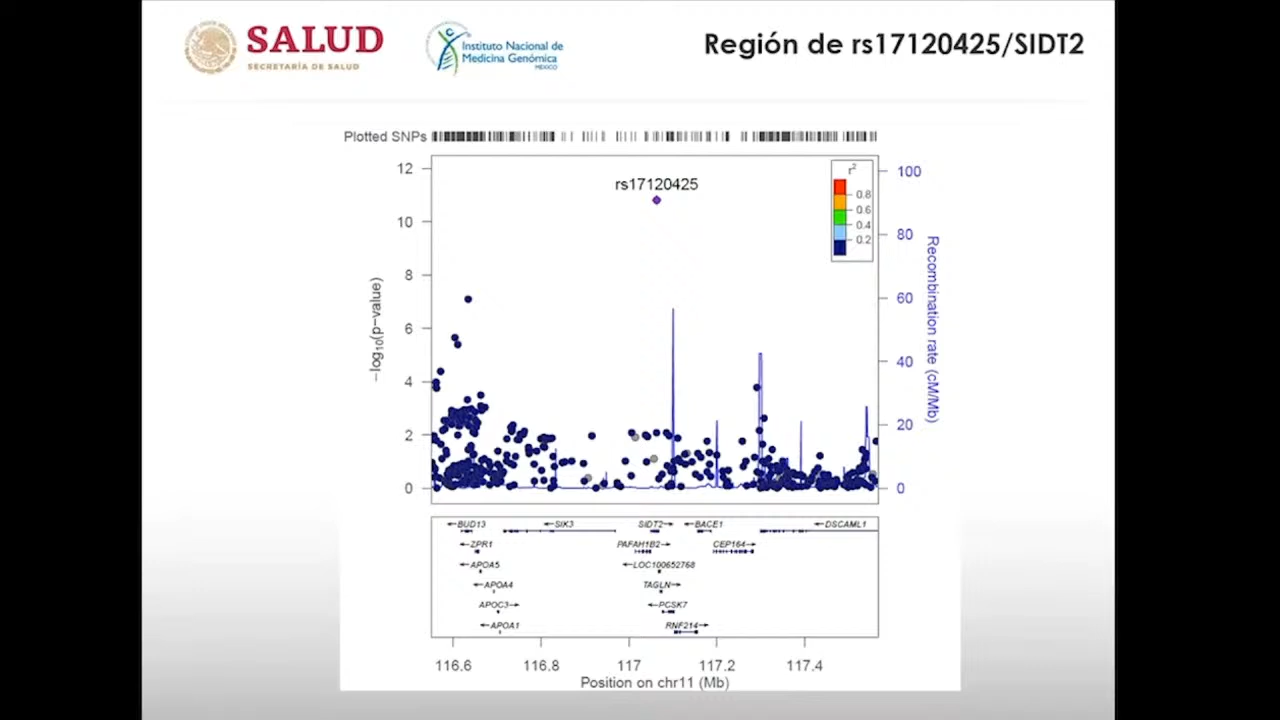 SALUD
SECRETARÍA DE SALUD
Instituto Nacional de
Medicina Genómica
MÉXICO
Región de rs17120425/SIDT2
Plotted SNPs
rs17120425
r2
0.8
0.6
0.4
0.2
12
10
8
6
4
2
0
−log10(p−value)
100
80
60
40
20
0
Recombination rate (cM/Mb)
←BUD13
←SIK3
SIDT2→
←BACE1
←DSCAML1
←ZPR1
PAFAH1B2→
CEP164→
←APOA5
←LOC100652768
←APOA4
TAGLN→
APOC3→
←PCSK7
←APOA1
RNF214→
116.6
116.8
117
117.2
117.4
Position on chr11 (Mb)